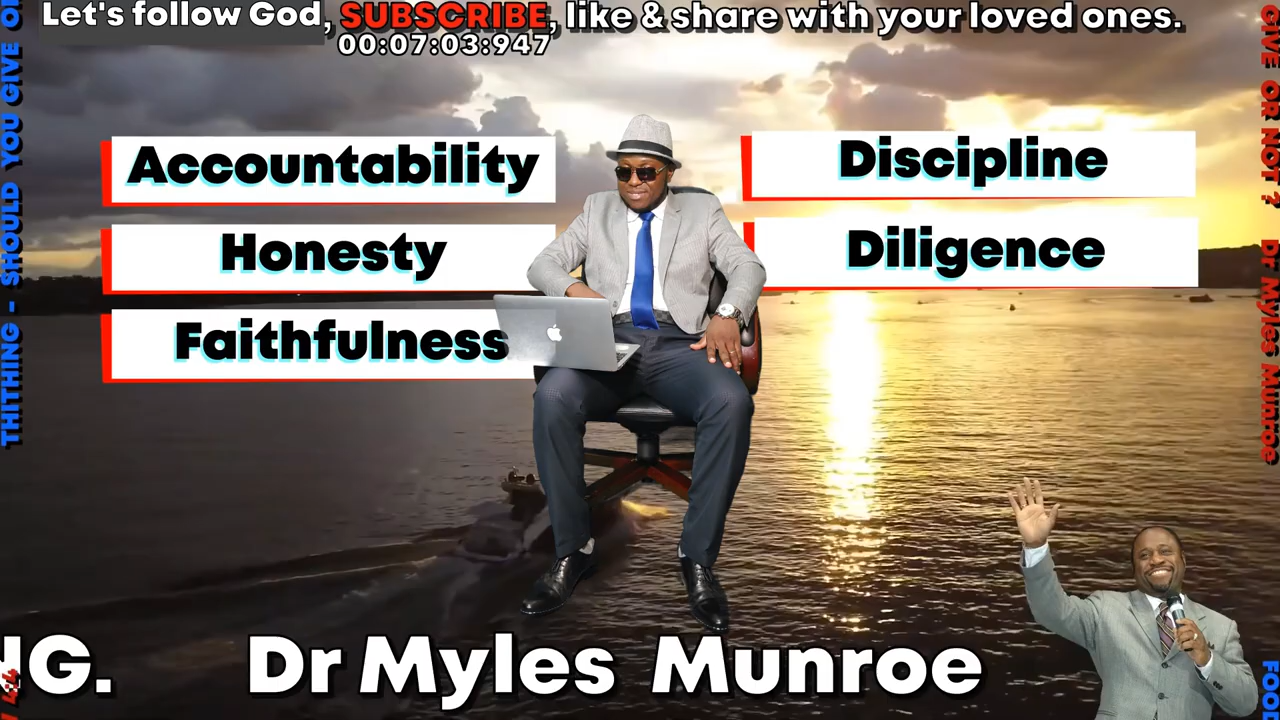 Let's follow God, SUBSCRIBE, like & share with your loved ones.
00:07:03:947
Accountability
Honesty
Faithfulness
Discipline
Diligence
THITHING - SHOULD YOU GIVE
GIVE OR NOT ? Dr Myles Munroe
G. Dr Myles Munroe